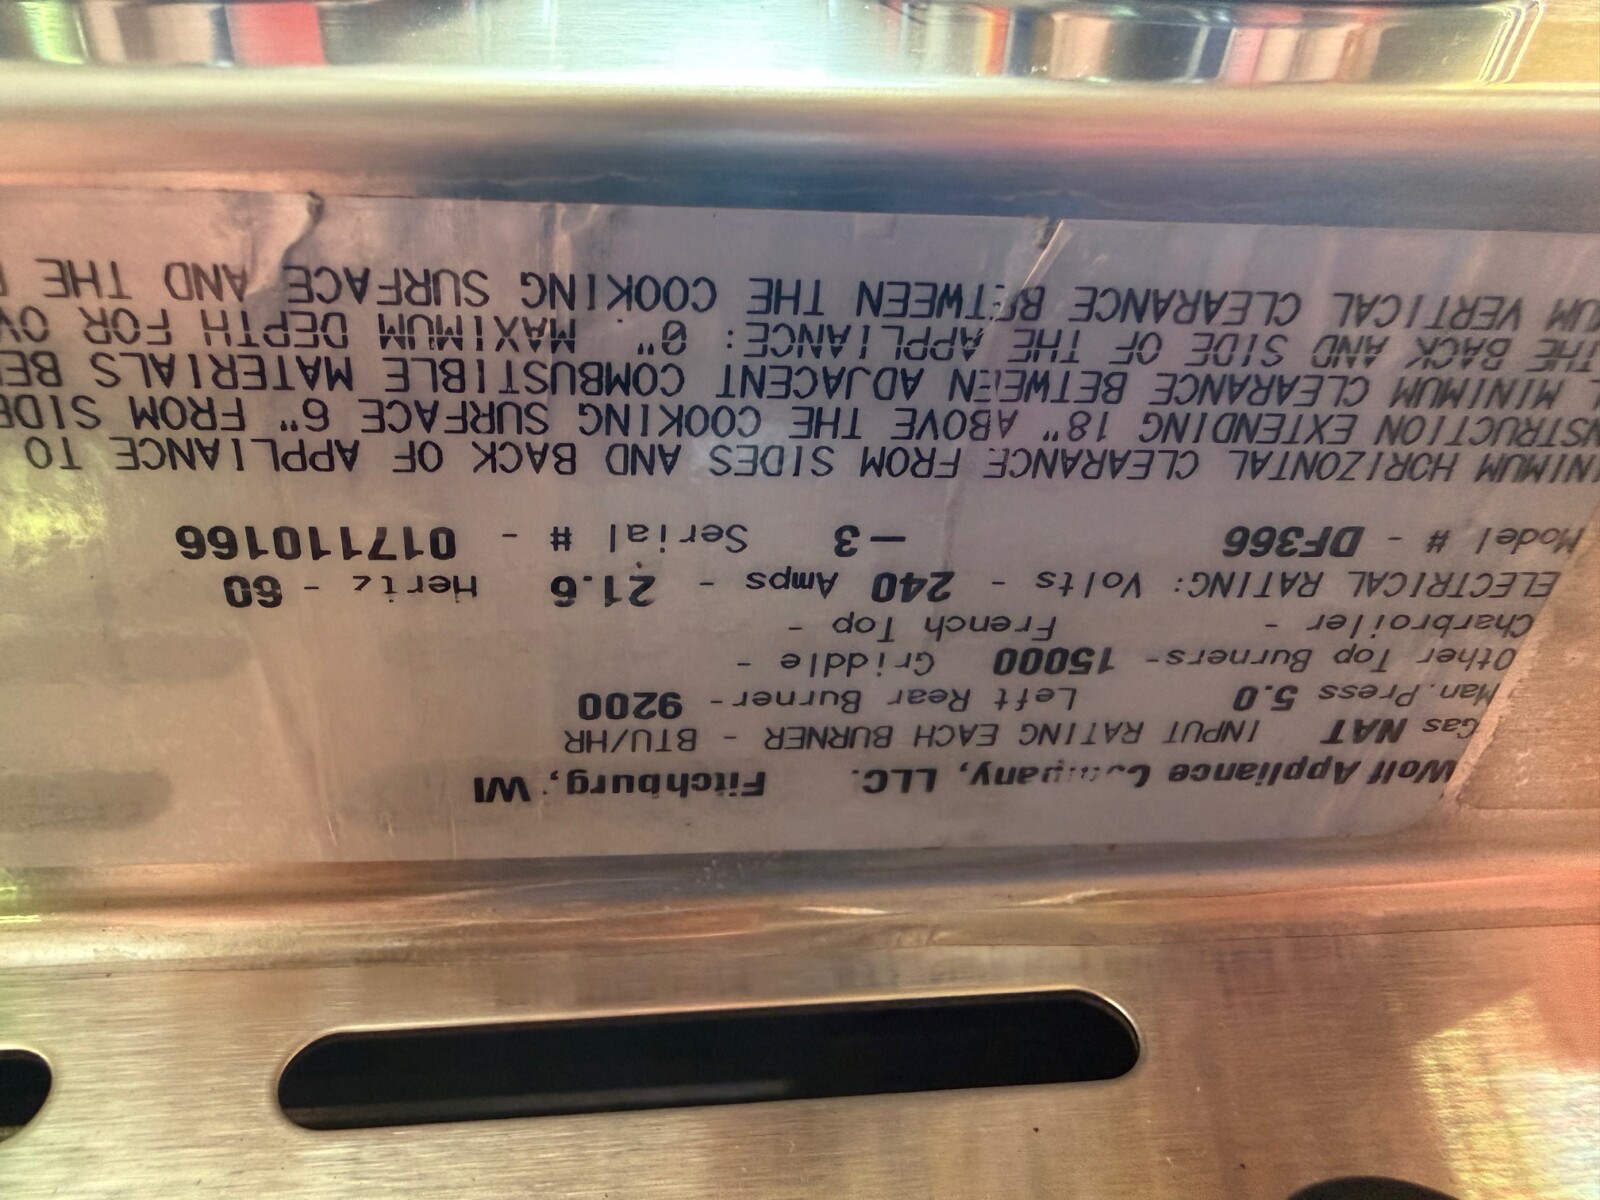 Wolf Appliance Company, LLC. Fitchburg, WI
Gas NAT INPUT RATING EACH BURNER - BTU/HR
Man.Press 5.0 Left Rear Burner- 9200
Other Top Burners- 15000 Griddle -
Charbroiler - French Top -
ELECTRICAL RATING: Volts - 240 Amps - 21.6 Hertz - 60
Model # - DF366 -3 Serial # - 017110166
INIMUM HORIZONTAL CLEARANCE FROM SIDES AND BACK OF APPLIANCE TO
NSTRUCTION EXTENDING 18" ABOVE THE COOKING SURFACE 6". FROM SIDE
L MINIMUM CLEARANCE BETWEEN ADJACENT COMBUSTIBLE MATERIALS BE
THE BACK AND SIDE OF THE APPLIANCE: 0". MAXIMUM DEPTH FOR OV
UM VERTICAL CLEARANCE BETWEEN THE COOKING SURFACE AND THE